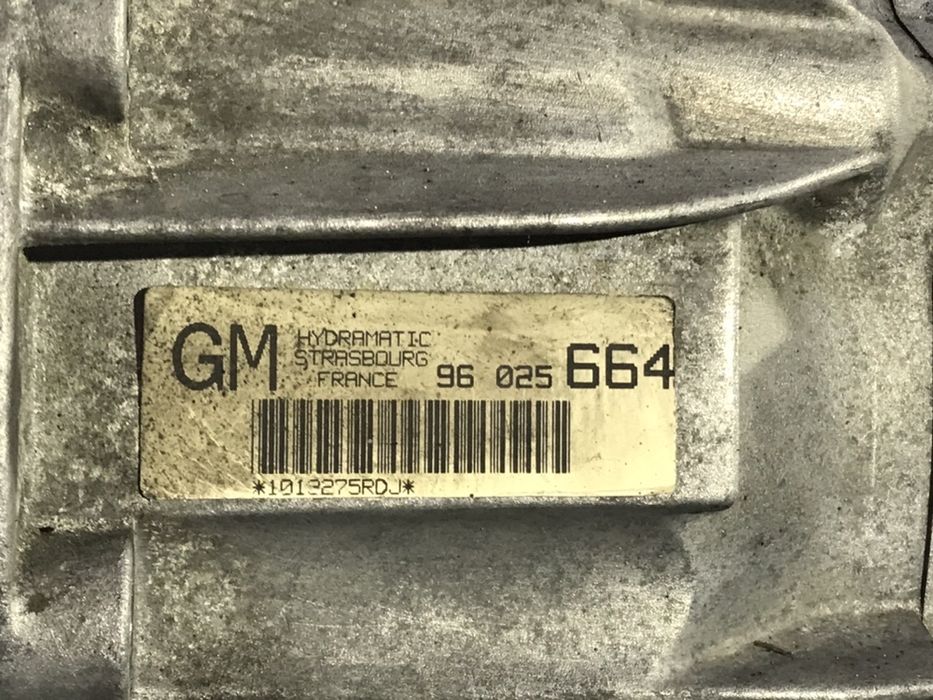 GM HYDRAMATIC
STRASBOURG
FRANCE 96 025 664
*1019275RDJ*